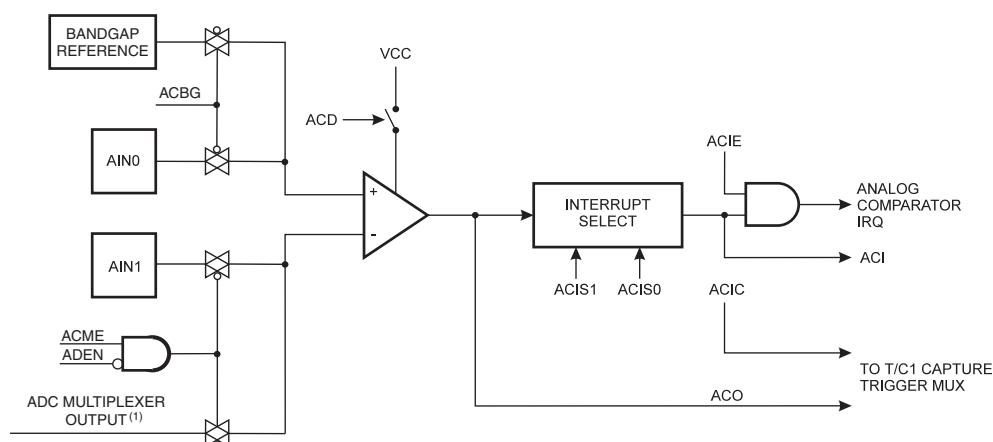 BANDGAP
REFERENCE
ACBG
AIN0
VCC
ACD
+
-
INTERRUPT
SELECT
ACIS1 ACIS0
ACIE
ANALOG
COMPARATOR
IRQ
ACI
ACIC
TO T/C1 CAPTURE
TRIGGER MUX
ACO
AIN1
ACME
ADEN
ADC MULTIPLEXER
OUTPUT (1)